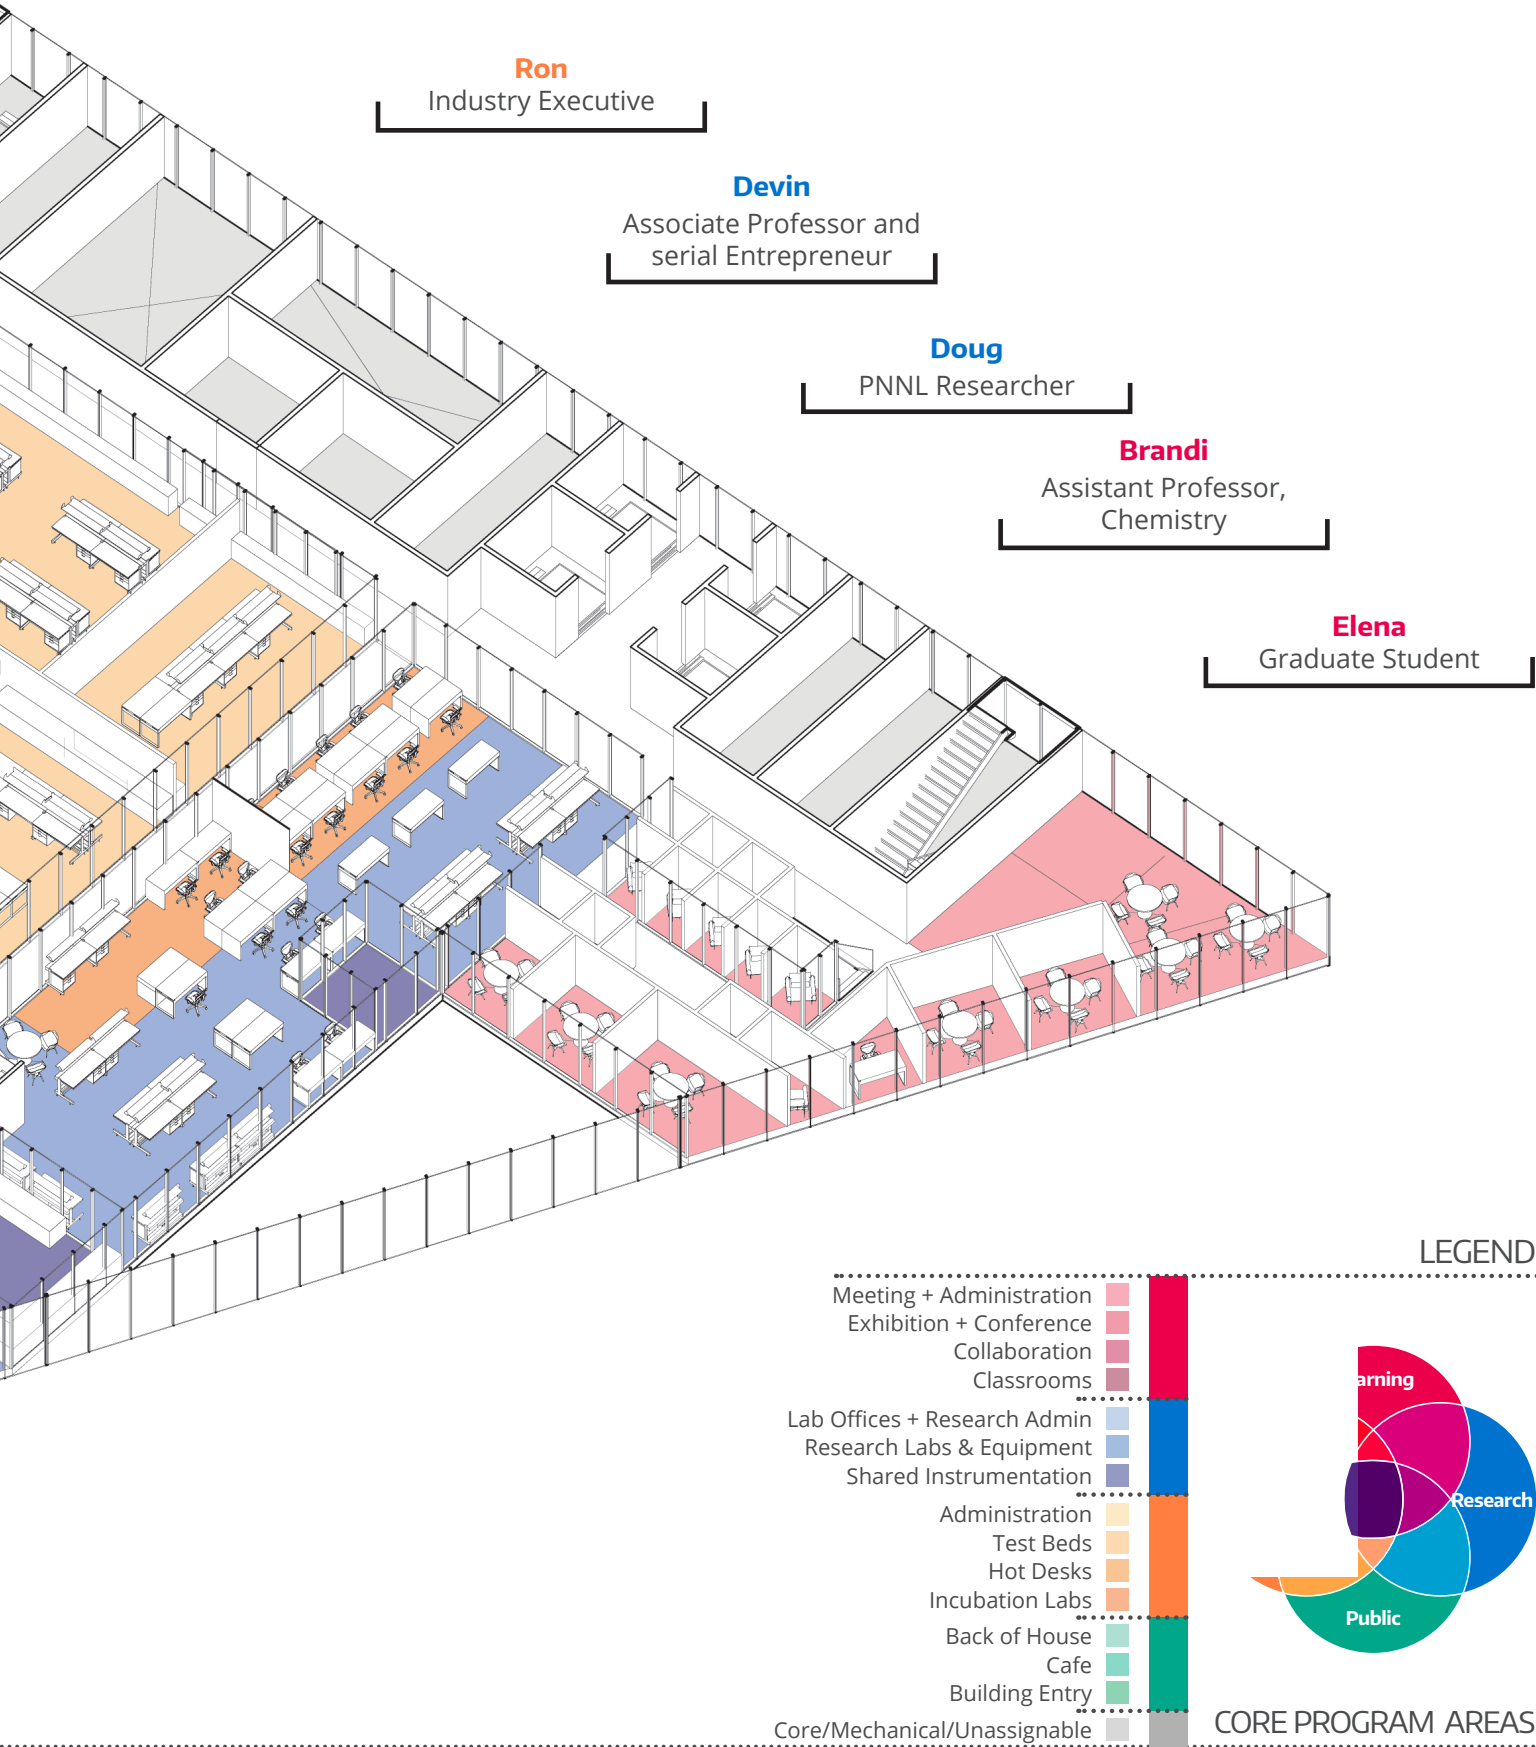 Ron
Industry Executive
Devin
Associate Professor and
serial Entrepreneur
Doug
PNNL Researcher
Brandi
Assistant Professor,
Chemistry
Elena
Graduate Student
LEGEND
Meeting + Administration
Exhibition + Conference
Collaboration
Classrooms
Lab Offices + Research Admin
Research Labs & Equipment
Shared Instrumentation
Administration
Test Beds
Hot Desks
Incubation Labs
Back of House
Cafe
Building Entry
Core/Mechanical/Unassignable
arning
Research
Public
CORE PROGRAM AREAS